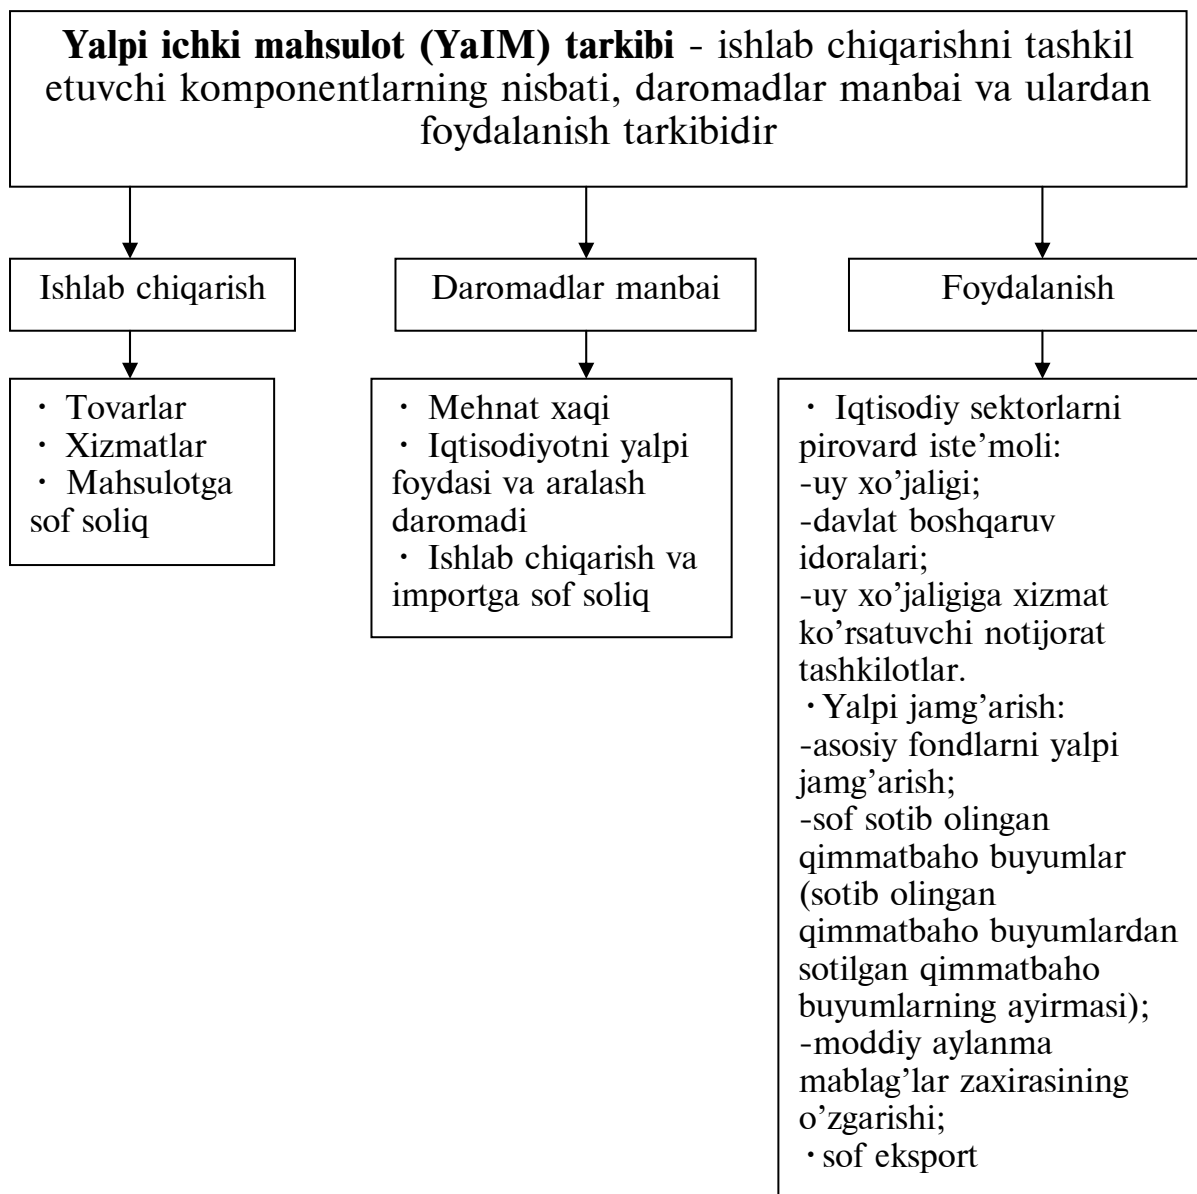 Yalpi ichki mahsulot (YaIM) tarkibi - ishlab chiqarishni tashkil
etuvchi komponentlarning nisbati, daromadlar manbai va ulardan
foydalanish tarkibidir
Ishlab chiqarish
Daromadlar manbai
Foydalanish
· Tovarlar
· Xizmatlar
· Mahsulotga
sof soliq
· Mehnat xaqi
· Iqtisodiyotni yalpi
foydasi va aralash
daromadi
· Ishlab chiqarish va
importga sof soliq
· Iqtisodiy sektorlarni
pirovard iste’moli:
-uy xo’jaligi;
-davlat boshqaruv
idoralari;
-uy xo’jaligiga xizmat
ko’rsatuvchi notijorat
tashkilotlar.
· Yalpi jamg’arish:
-asosiy fondlarni yalpi
jamg’arish;
-sof sotib olingan
qimmatbaho buyumlar
(sotib olingan
qimmatbaho buyumlardan
sotilgan qimmatbaho
buyumlarning ayirmasi);
-moddiy aylanma
mablag’lar zaxirasining
o’zgarishi;
· sof eksport